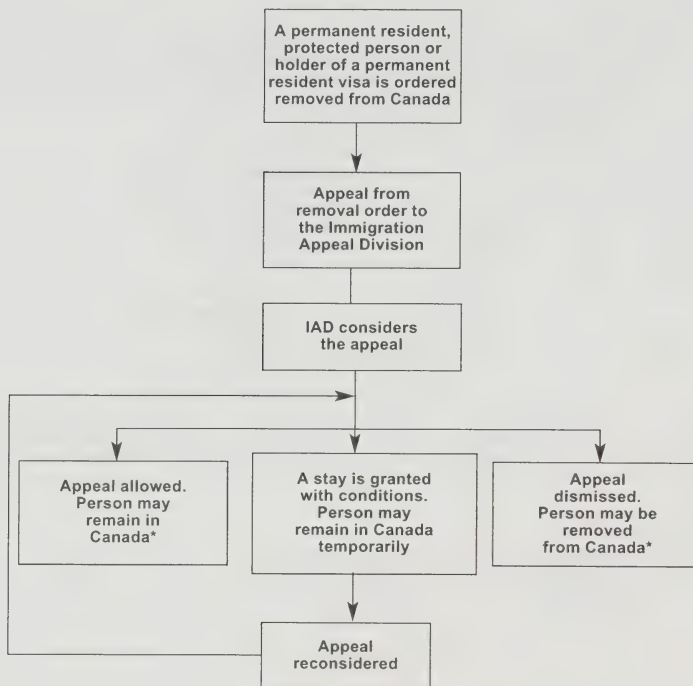 A permanent resident,
protected person or
holder of a permanent
resident visa is ordered
removed from Canada
Appeal from
removal order to
the Immigration
Appeal Division
IAD considers
the appeal
Appeal allowed.
Person may
remain in
Canada*
A stay is granted
with conditions.
Person may
remain in Canada
temporarily
Appeal
dismissed.
Person may be
removed
from Canada*
Appeal
reconsidered